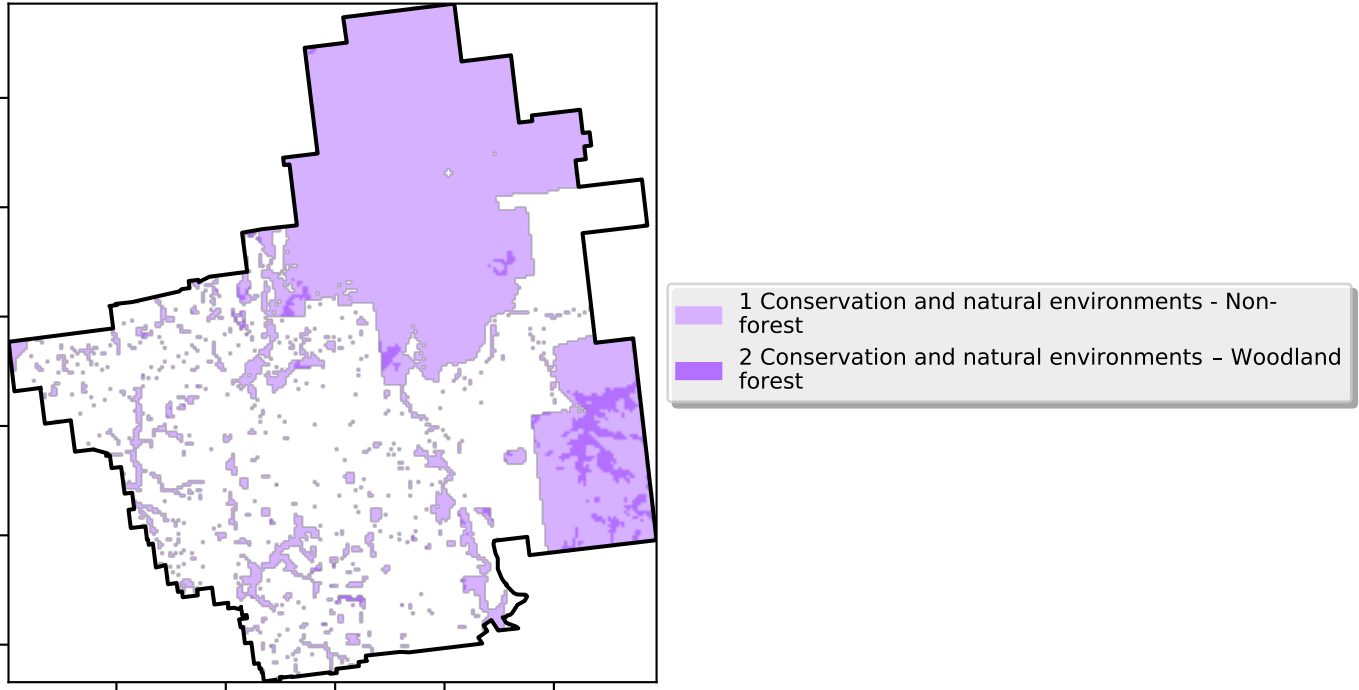 1 Conservation and natural environments - Non-
forest
2 Conservation and natural environments – Woodland
forest